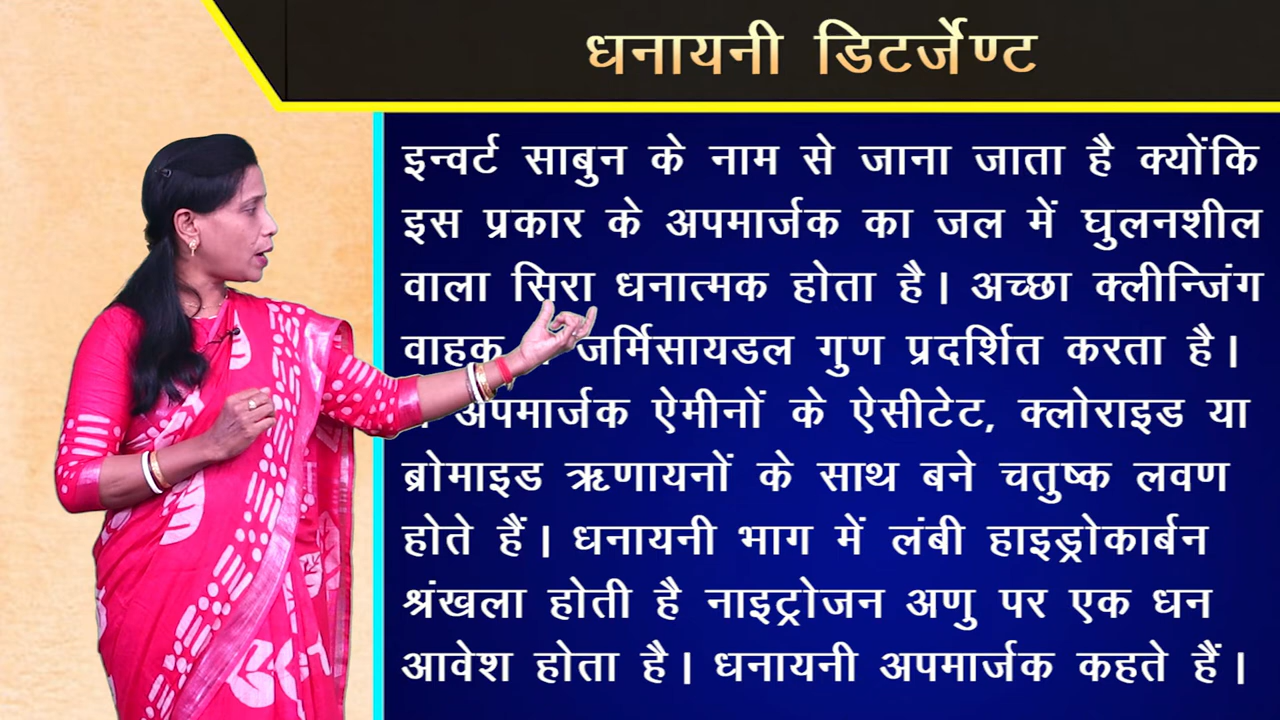 धनायनी डिटर्जेण्ट
इन्वर्ट साबुन के नाम से जाना जाता है क्योंकि
इस प्रकार के अपमार्जक का जल में घुलनशील
वाला सिरा धनात्मक होता है। अच्छा क्लीन्जिंग
वाहक जर्मिसायडल गुण प्रदर्शित करता है।
अपमार्जक ऐमीनों के ऐसीटेट, क्लोराइड या
ब्रोमाइड ऋणायनों के साथ बने चतुष्क लवण
होते हैं। धनायनी भाग में लंबी हाइड्रोकार्बन
श्रंखला होती है नाइट्रोजन अणु पर एक धन
आवेश होता है। धनायनी अपमार्जक कहते हैं।